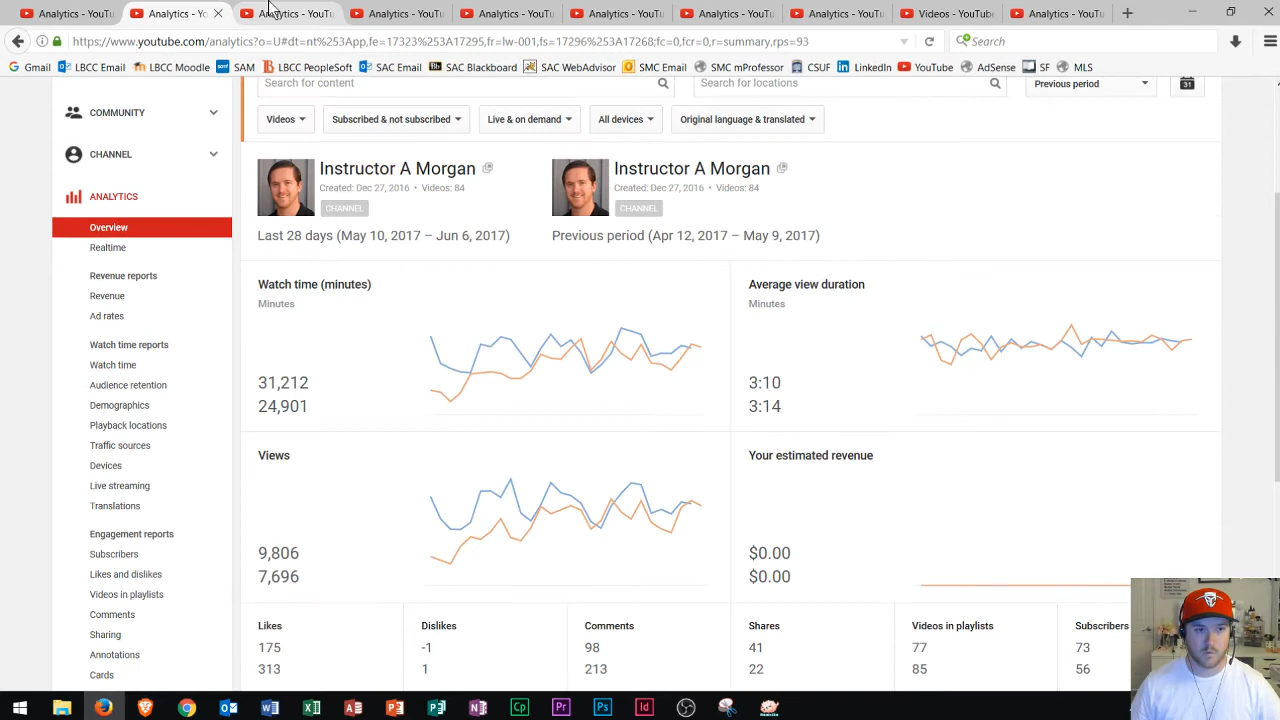 Analytics - YouTu
Analytics - Yo
Analytics - YouTu
Analytics - YouTu
Analytics - YouTu
Analytics - YouTu
Analytics - YouTu
Analytics - YouTu
Videos - YouTube
Analytics - YouTu
https://www.youtube.com/analytics?o=U#dt=nt%253App,fe=17323%253A17295,fr=lw-001,fs=17296%253A17268;fc=0,fcr=0,r=summary,rps=93
Search
Gmail
LBCC Email
LBCC Moodle
SAM
LBCC PeopleSoft
SAC Email
SAC Blackboard
SAC WebAdvisor
SMC Email
SMC mProfessor
CSUF
LinkedIn
YouTube
AdSense
SF
MLS
Search for content
Search for locations
Previous period
31
COMMUNITY
Videos
Subscribed & not subscribed
Live & on demand
All devices
Original language & translated
CHANNEL
ANALYTICS
Overview
Realtime
Revenue reports
Revenue
Ad rates
Watch time reports
Watch time
Audience retention
Demographics
Playback locations
Traffic sources
Devices
Live streaming
Translations
Engagement reports
Subscribers
Likes and dislikes
Videos in playlists
Comments
Sharing
Annotations
Cards
Instructor A Morgan
Created: Dec 27, 2016 • Videos: 84
CHANNEL
Last 28 days (May 10, 2017 – Jun 6, 2017)
Instructor A Morgan
Created: Dec 27, 2016 • Videos: 84
CHANNEL
Previous period (Apr 12, 2017 – May 9, 2017)
Watch time (minutes)
Minutes
31,212
24,901
Average view duration
Minutes
3:10
3:14
Views
9,806
7,696
Your estimated revenue
$0.00
$0.00
Likes
175
313
Dislikes
-1
1
Comments
98
213
Shares
41
22
Videos in playlists
77
85
Subscribers
73
56